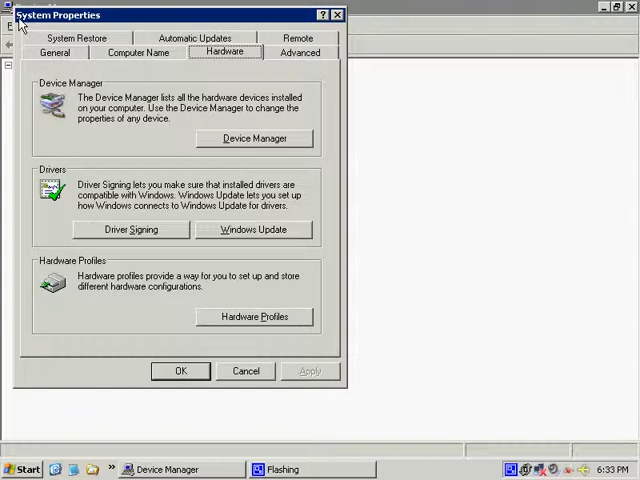 System Properties
System Restore
Automatic Updates
Remote
General
Computer Name
Hardware
Advanced
Device Manager
The Device Manager lists all the hardware devices installed
on your computer. Use the Device Manager to change the
properties of any device.
Device Manager
Drivers
Driver Signing lets you make sure that installed drivers are
compatible with Windows. Windows Update lets you set up
how Windows connects to Windows Update for drivers.
Driver Signing
Windows Update
Hardware Profiles
Hardware profiles provide a way for you to set up and store
different hardware configurations.
Hardware Profiles
OK
Cancel
Apply
Start
Device Manager
Flashing
6:33 PM